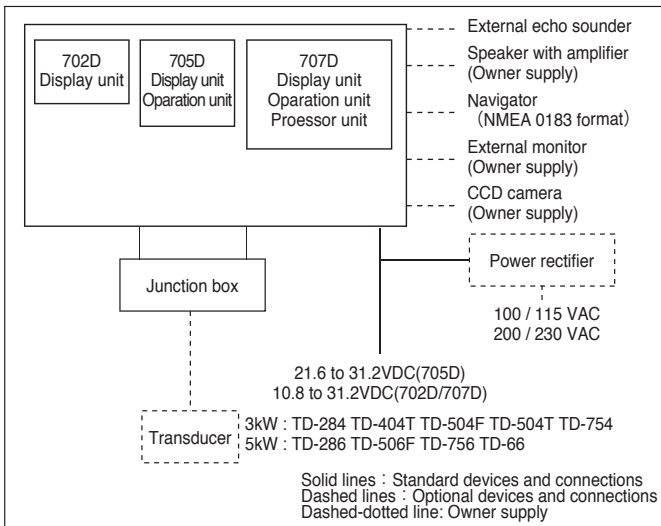 702D
Display unit
705D
Display unit
Oparation unit
707D
Display unit
Oparation unit
Proessor unit
External echo sounder
Speaker with amplifier
(Owner supply)
Navigator
(NMEA 0183 format)
External monitor
(Owner supply)
CCD camera
(Owner supply)
Junction box
Power rectifier
100 / 115 VAC
200 / 230 VAC
21.6 to 31.2VDC(705D)
10.8 to 31.2VDC(702D/707D)
Transducer
3kW : TD-284 TD-404T TD-504F TD-504T TD-754
5kW : TD-286 TD-506F TD-756 TD-66
Solid lines : Standard devices and connections
Dashed lines : Optional devices and connections
Dashed-dotted line: Owner supply